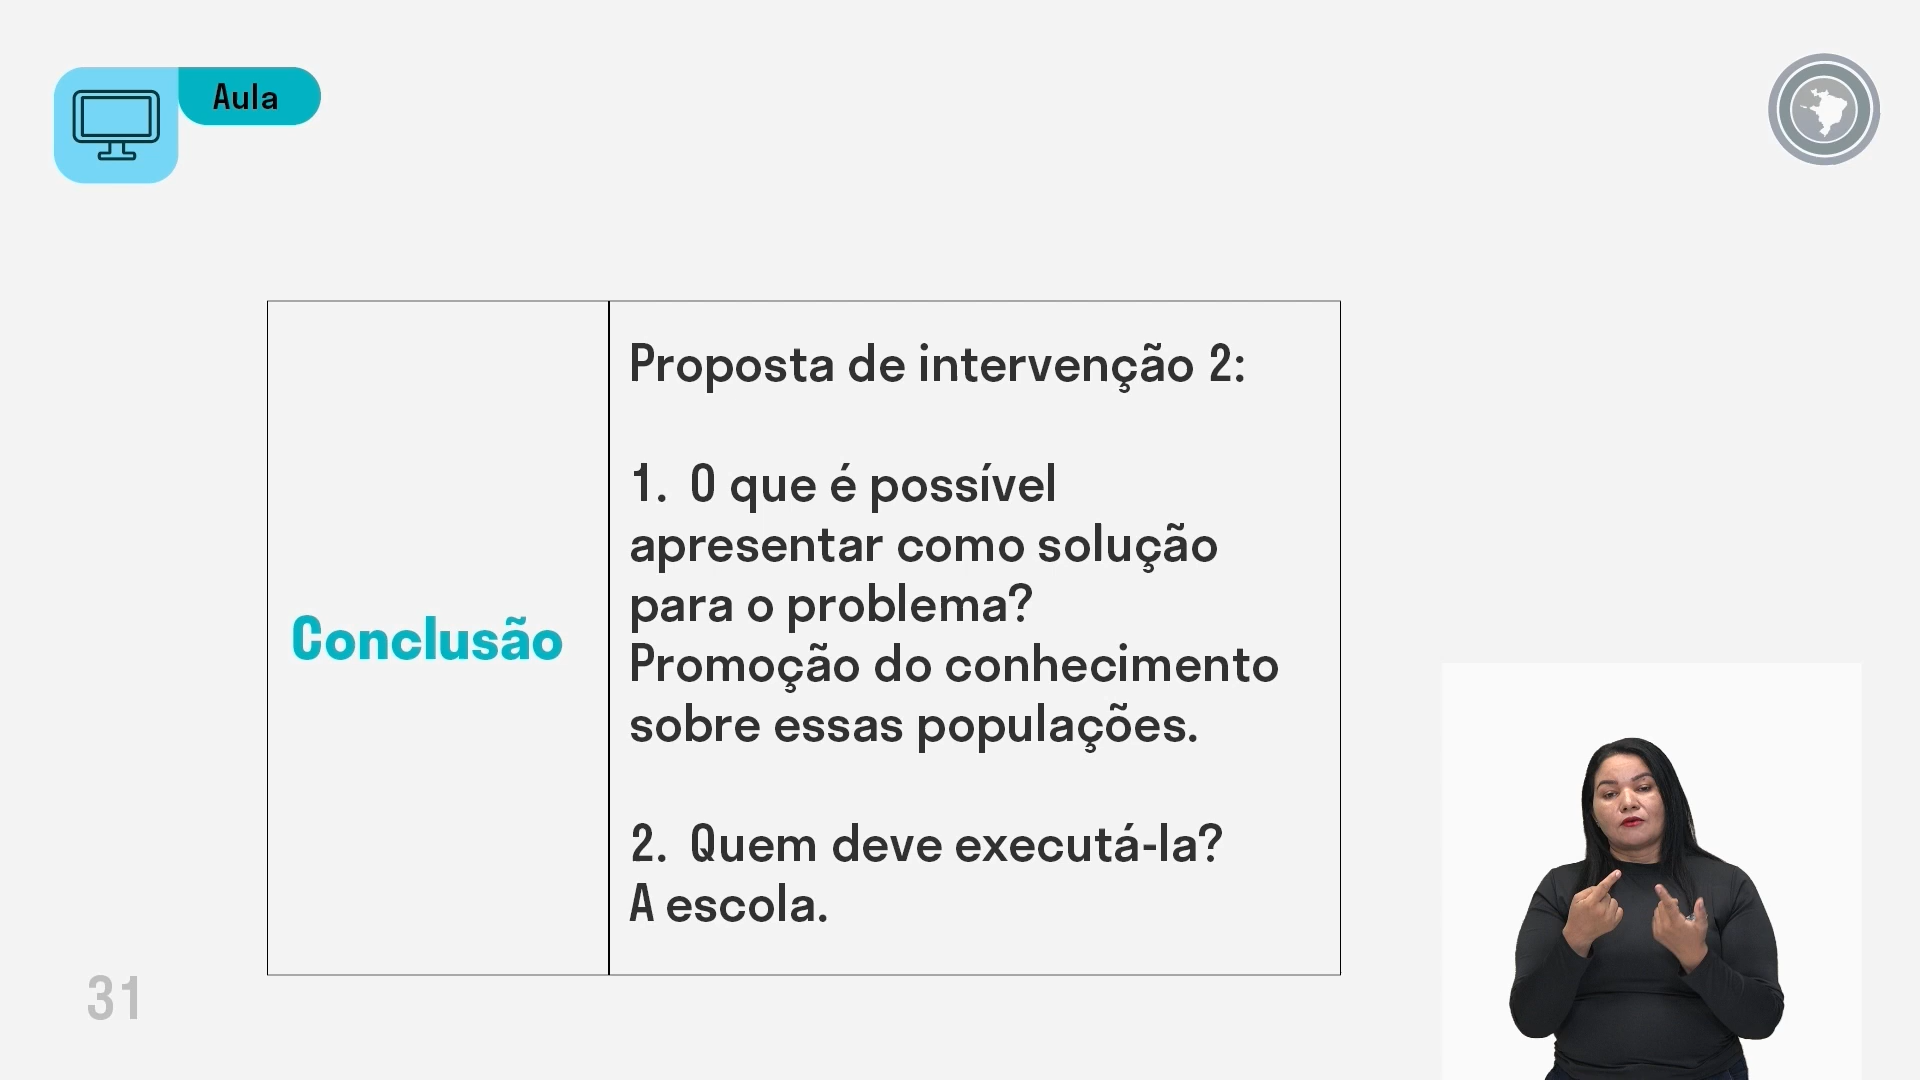 Aula
Proposta de intervenção 2:
1. O que é possível
apresentar como solução
para o problema?
Promoção do conhecimento
sobre essas populações.
Conclusão
2. Quem deve executá-la?
A escola.
31